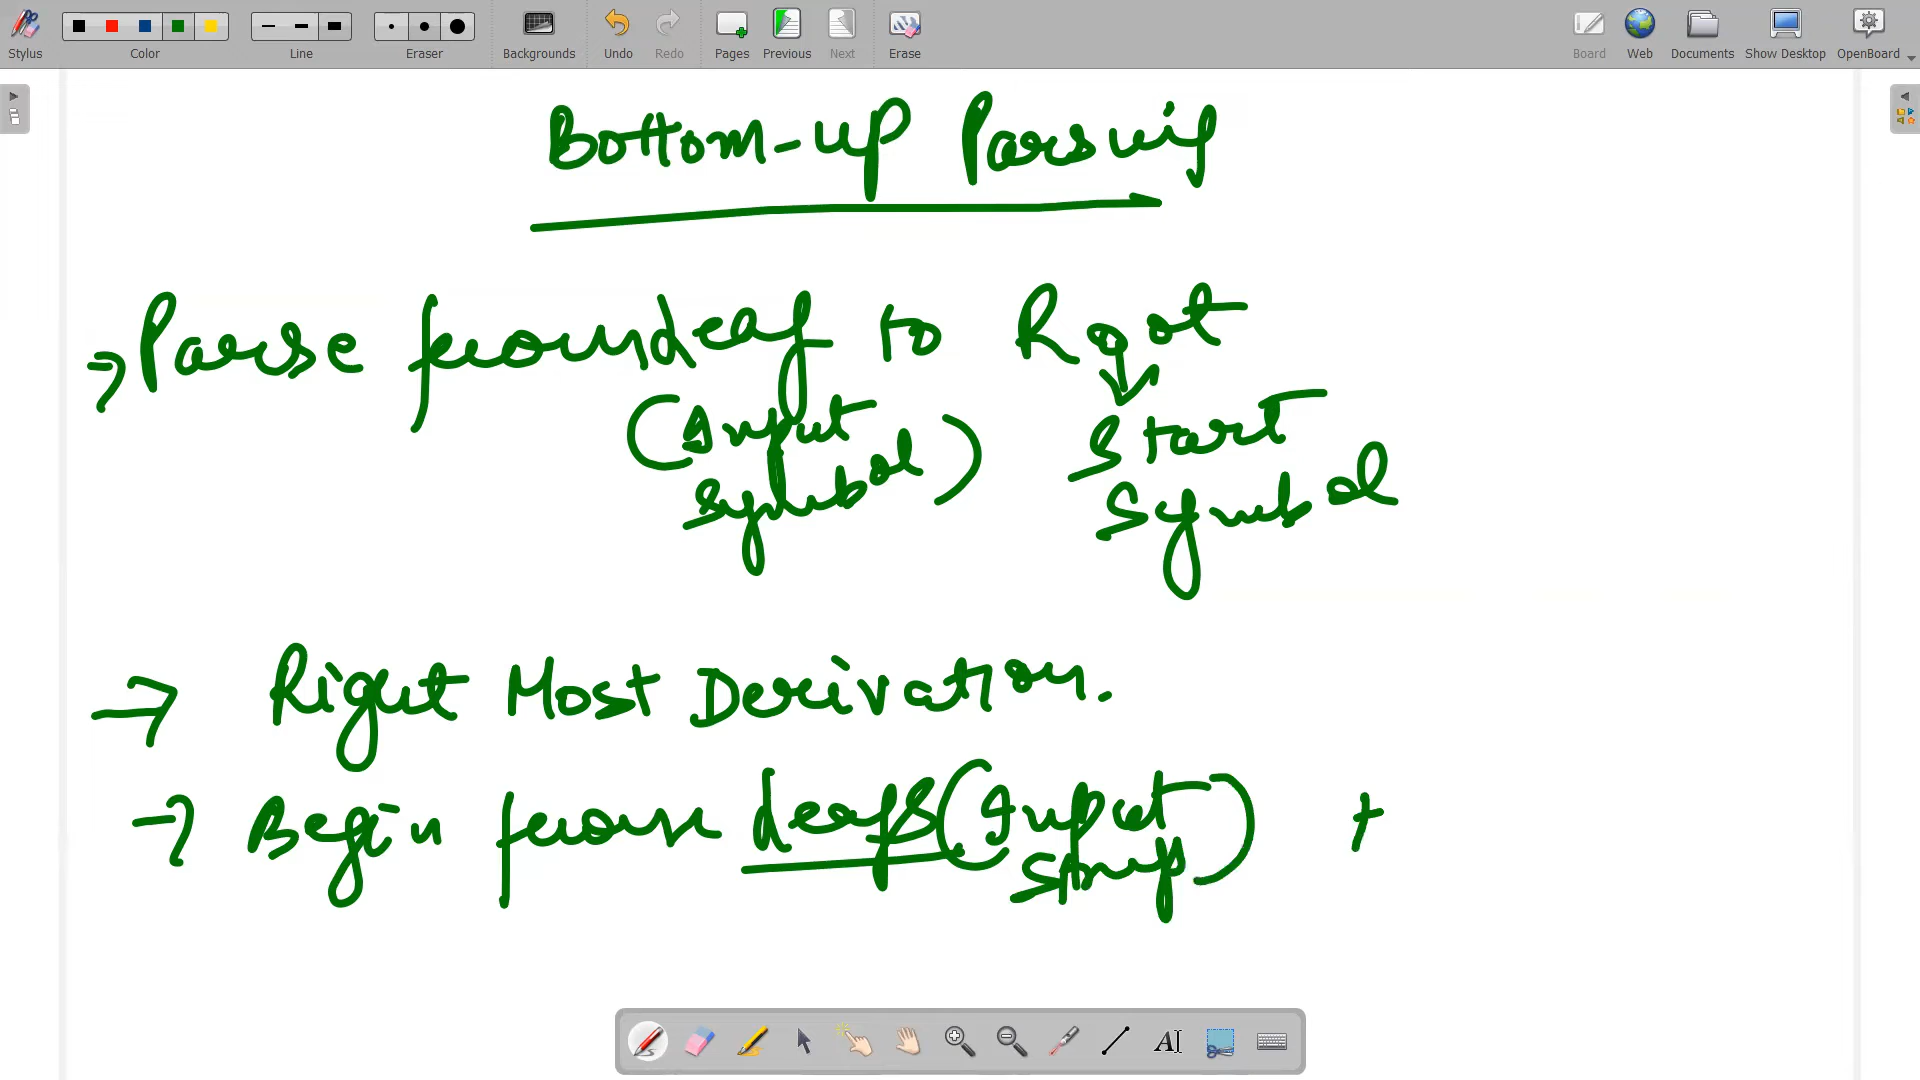 Stylus Color Line Eraser Backgrounds Undo Redo Pages Previous Next Erase Board Web Documents Show Desktop OpenBoard
Bottom-up Parsing
→ Parse from Leaf to Root
(Input Start
Symbol) Symbol
→ Right Most Derivation.
→ Begin from Leafs (Input t
String)